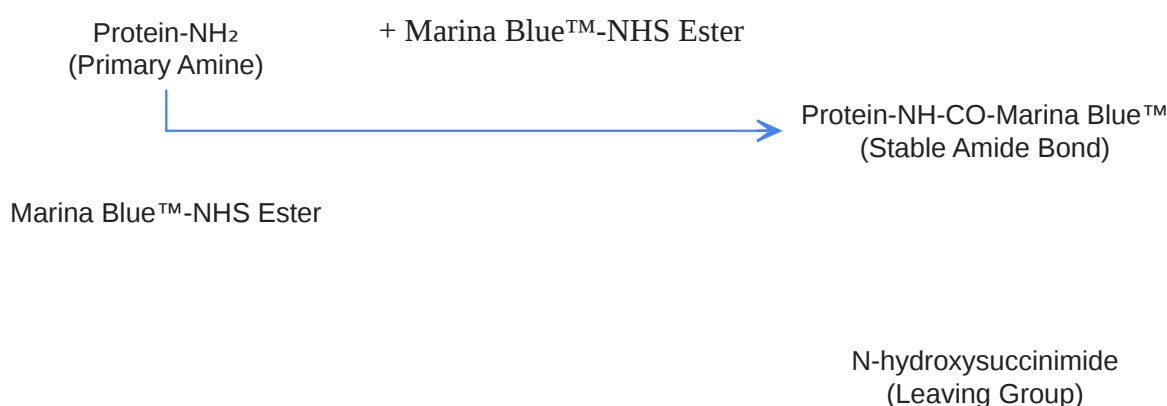 Protein-NH₂
(Primary Amine)
+ Marina Blue™-NHS Ester
Protein-NH-CO-Marina Blue™
(Stable Amide Bond)
Marina Blue™-NHS Ester
N-hydroxysuccinimide
(Leaving Group)